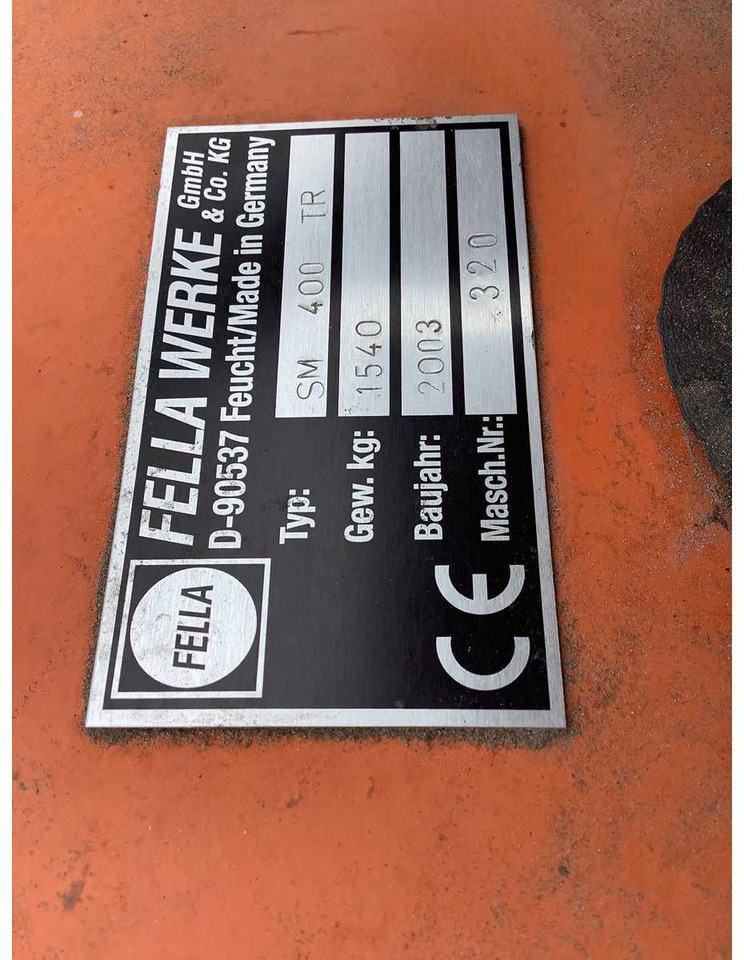 FELLA WERKE GmbH & Co. KG
D-90537 Feucht/Made in Germany
FELLA
Typ: SM 400 TR
Gew. kg: 1540
Baujahr: 2003
Masch.Nr.: 320
CE